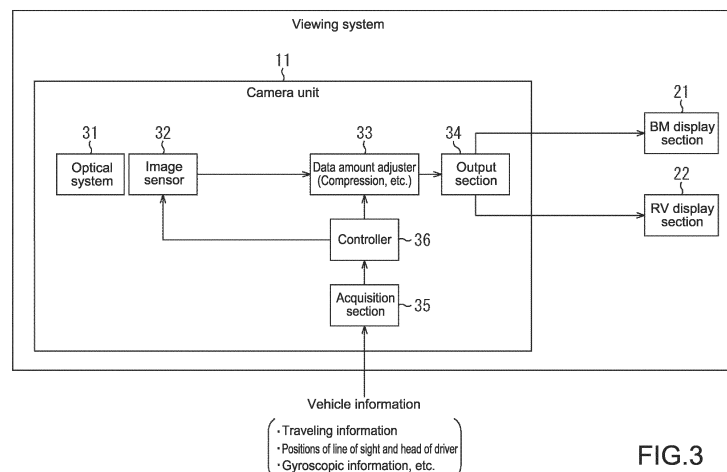 Viewing system
11
Camera unit
31
Optical
system
32
Image
sensor
33
Data amount adjuster
(Compression, etc.)
34
Output
section
21
BM display
section
22
RV display
section
Controller
36
Acquisition
section
35
Vehicle information
・Traveling information
・Positions of line of sight and head of driver
・Gyroscopic information, etc.
FIG.3